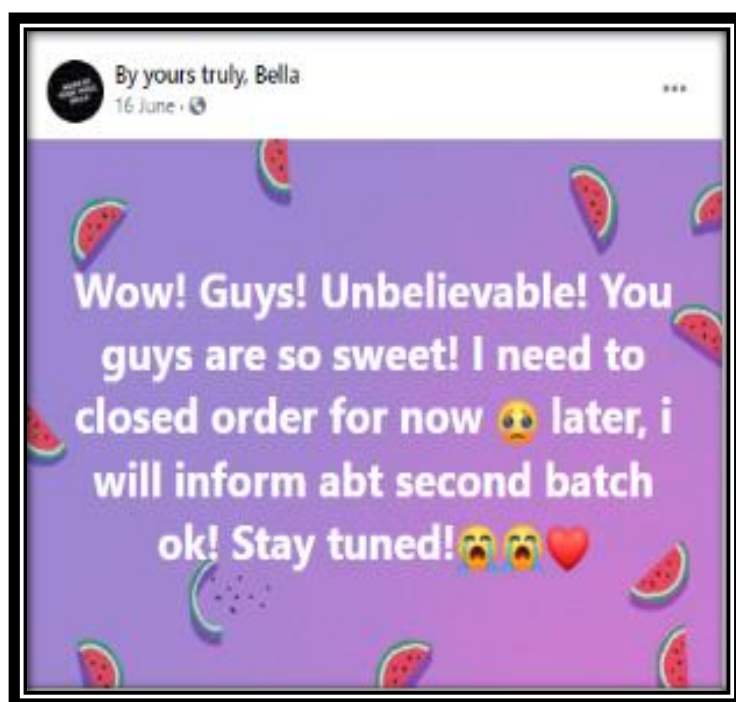 By yours truly, Bella
16 June ·
Wow! Guys! Unbelievable! You
guys are so sweet! I need to
closed order for now 🥺 later, i
will inform abt second batch
ok! Stay tuned!😭😭❤️